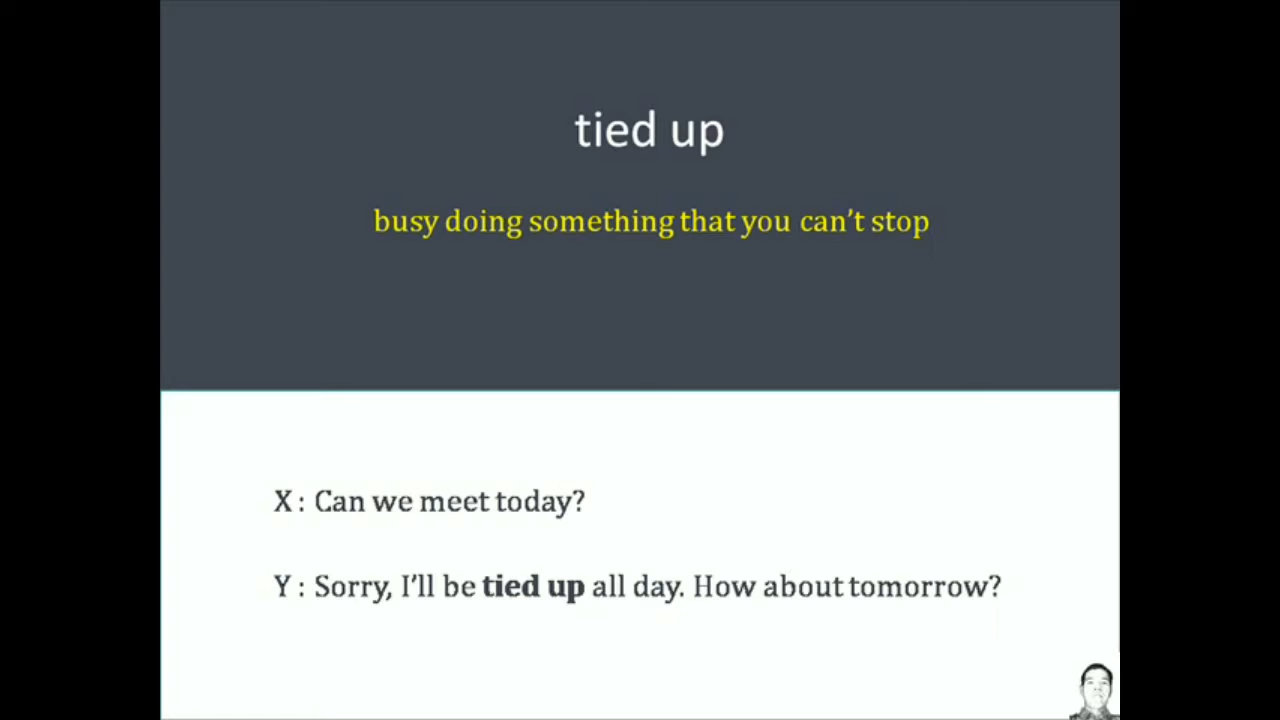 tied up
busy doing something that you can’t stop
X : Can we meet today?
Y : Sorry, I’ll be tied up all day. How about tomorrow?